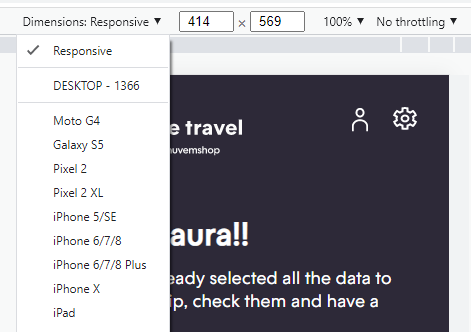 Dimensions: Responsive ▼ 414 × 569 100% ▼ No throttling ▼
Responsive
DESKTOP - 1366
Moto G4
Galaxy S5
Pixel 2
Pixel 2 XL
iPhone 5/SE
iPhone 6/7/8
iPhone 6/7/8 Plus
iPhone X
iPad
e travel
nuvemshop
aura!!
eady selected all the data to
ip, check them and have a